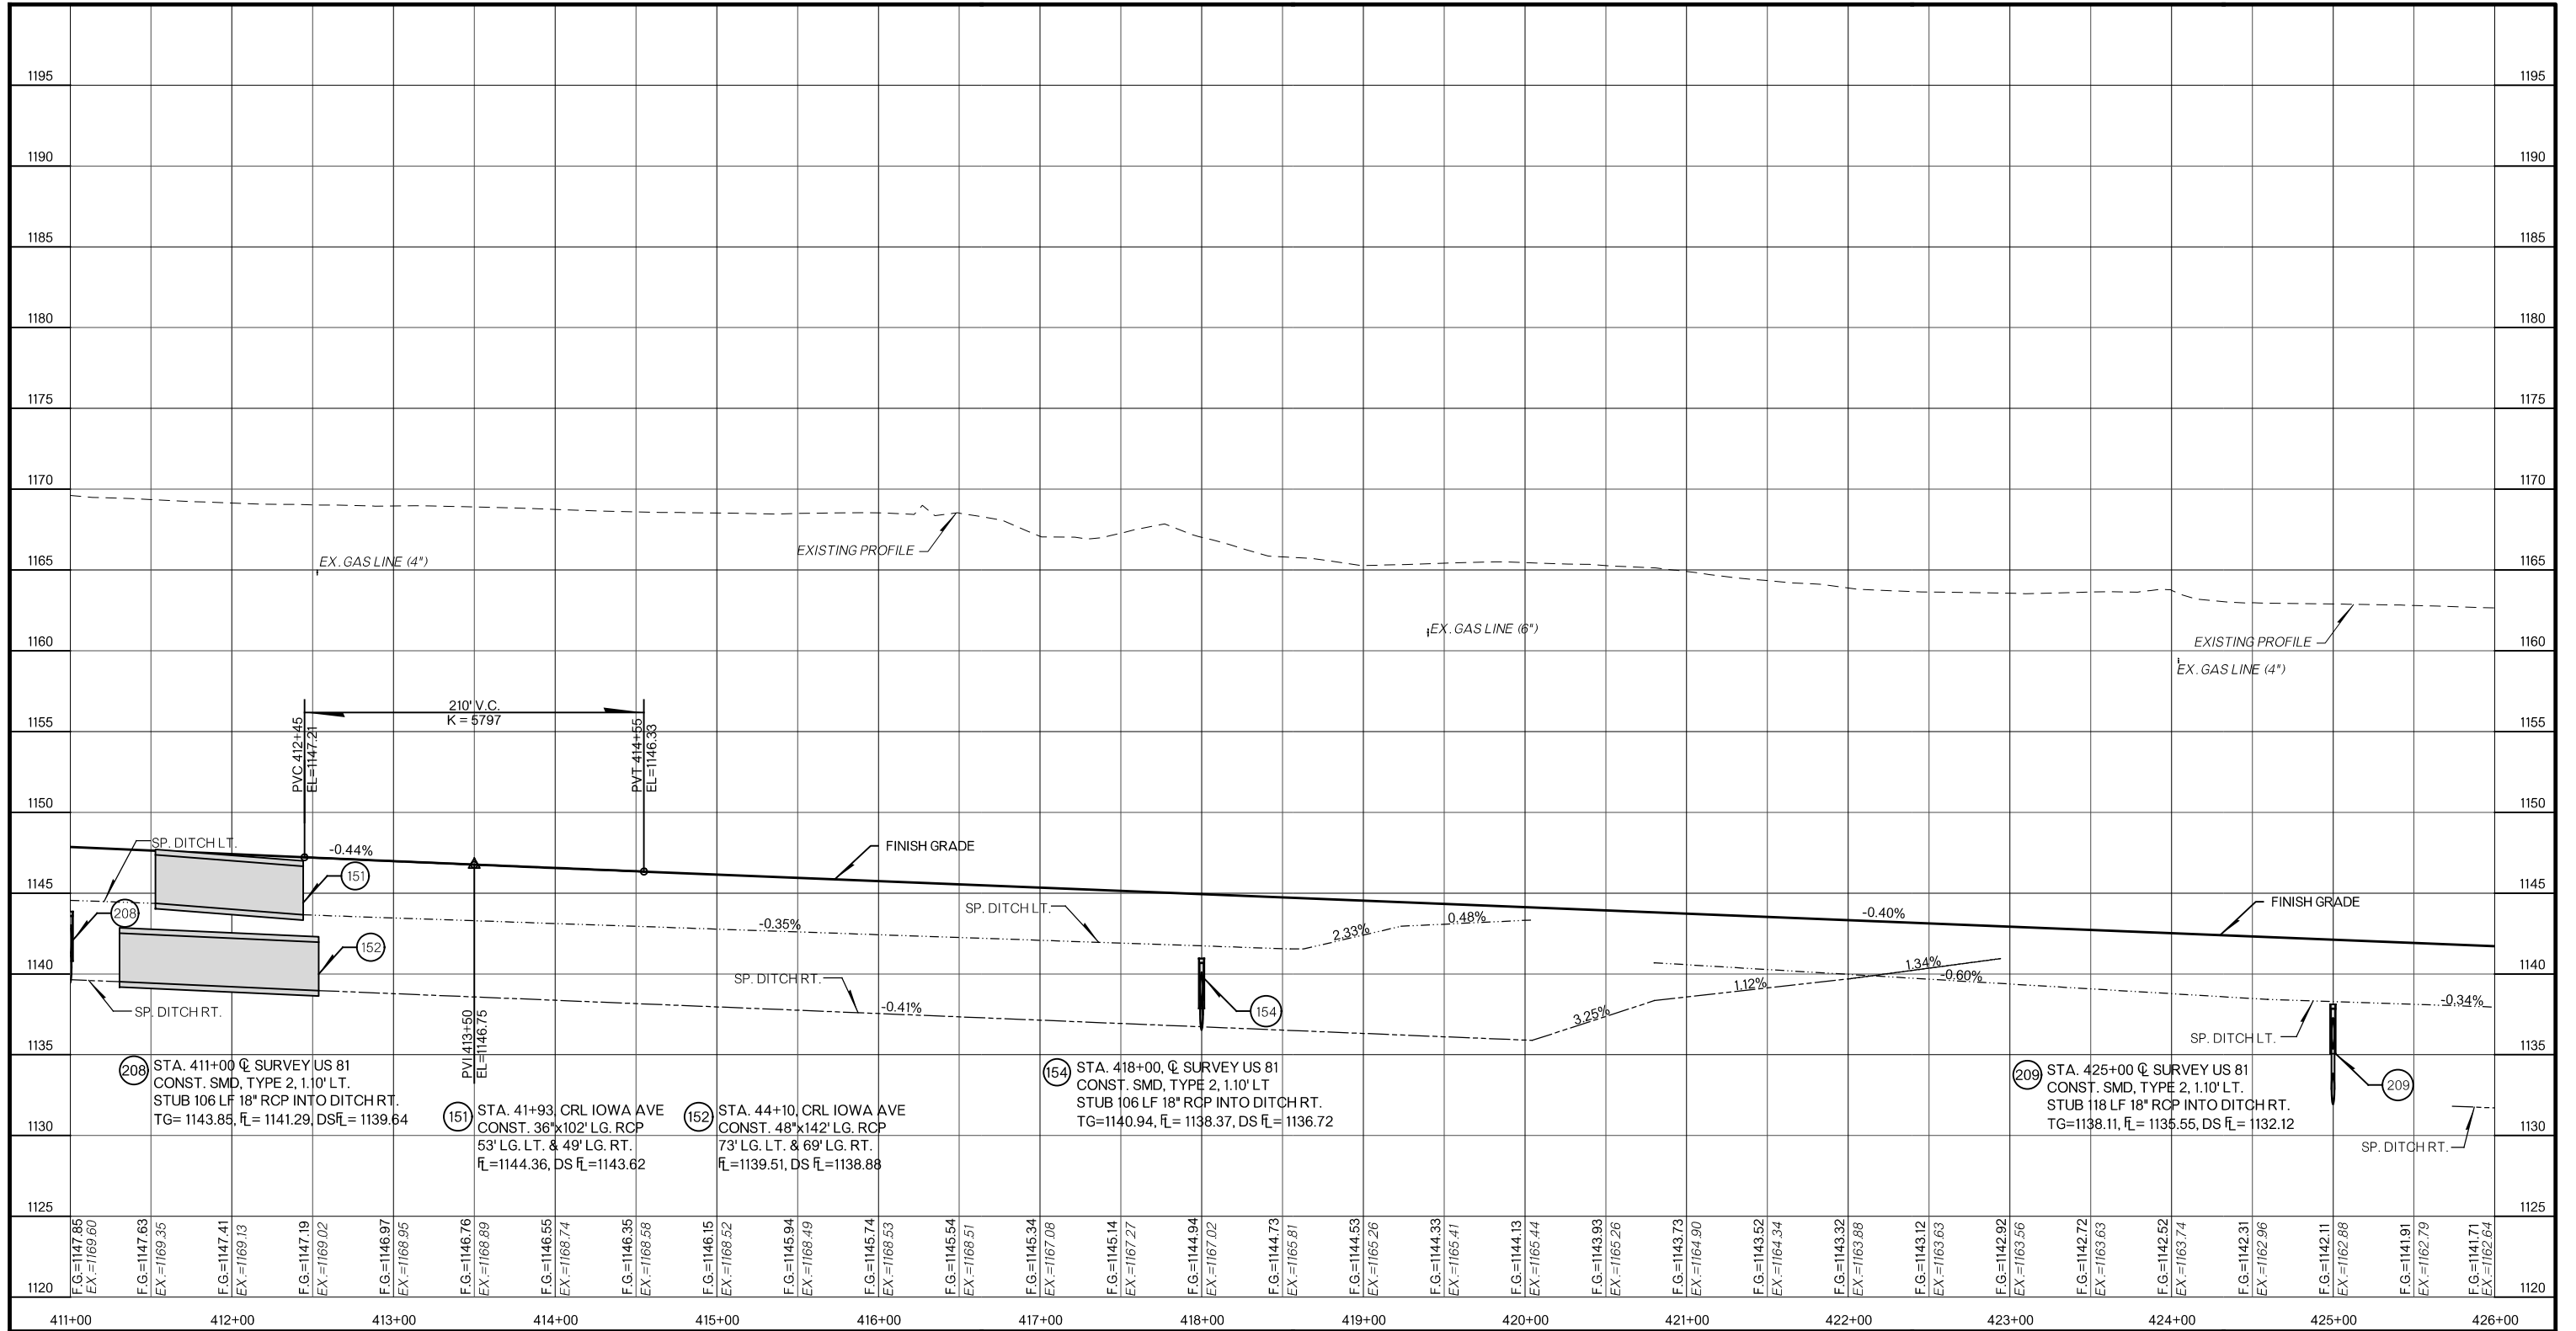 1195 1195
1190 1190
1185 1185
1180 1180
1175 1175
1170 1170
EXISTING PROFILE
1165 EX. GAS LINE (4") 1165
EX. GAS LINE (6")
1160 EXISTING PROFILE 1160
EX. GAS LINE (4")
210' V.C.
K = 5797
1155 1155
PVC 412+45
EL=1147.21
PVT 414+55
EL=1146.33
1150 1150
SP. DITCH LT.
-0.44%
FINISH GRADE
151
1145 1145
208
SP. DITCH LT.
2.33%
0.48%
-0.40%
FINISH GRADE
-0.35%
152
1140 1140
SP. DITCH RT.
SP. DITCH RT.
-0.41%
154
3.25%
1.12%
1.34%
-0.60%
-0.34%
SP. DITCH LT.
209
1135 1135
PVI 413+50
EL=1146.75
208 STA. 411+00 ℄ SURVEY US 81
CONST. SMD, TYPE 2, 1.10' LT.
STUB 106 LF 18" RCP INTO DITCH RT.
TG= 1143.85, FL= 1141.29, DSFL= 1139.64
151 STA. 41+93, CRL IOWA AVE
CONST. 36"x102' LG. RCP
53' LG. LT. & 49' LG. RT.
FL=1144.36, DS FL=1143.62
152 STA. 44+10, CRL IOWA AVE
CONST. 48"x142' LG. RCP
73' LG. LT. & 69' LG. RT.
FL=1139.51, DS FL=1138.88
154 STA. 418+00, ℄ SURVEY US 81
CONST. SMD, TYPE 2, 1.10' LT
STUB 106 LF 18" RCP INTO DITCH RT.
TG=1140.94, FL= 1138.37, DS FL= 1136.72
209 STA. 425+00 ℄ SURVEY US 81
CONST. SMD, TYPE 2, 1.10' LT.
STUB 118 LF 18" RCP INTO DITCH RT.
TG=1138.11, FL= 1135.55, DS FL= 1132.12
1130 1130
SP. DITCH RT.
1125 1125
F.G.=1147.85
EX.=1169.60
F.G.=1147.63
EX.=1169.35
F.G.=1147.41
EX.=1169.13
F.G.=1147.19
EX.=1169.02
F.G.=1146.97
EX.=1168.95
F.G.=1146.76
EX.=1168.89
F.G.=1146.55
EX.=1168.74
F.G.=1146.35
EX.=1168.58
F.G.=1146.15
EX.=1168.52
F.G.=1145.94
EX.=1168.49
F.G.=1145.74
EX.=1168.53
F.G.=1145.54
EX.=1168.51
F.G.=1145.34
EX.=1167.08
F.G.=1145.14
EX.=1167.27
F.G.=1144.94
EX.=1167.02
F.G.=1144.73
EX.=1165.81
F.G.=1144.53
EX.=1165.26
F.G.=1144.33
EX.=1165.41
F.G.=1144.13
EX.=1165.44
F.G.=1143.93
EX.=1165.26
F.G.=1143.73
EX.=1164.90
F.G.=1143.52
EX.=1164.34
F.G.=1143.32
EX.=1163.88
F.G.=1143.12
EX.=1163.63
F.G.=1142.92
EX.=1163.56
F.G.=1142.72
EX.=1163.63
F.G.=1142.52
EX.=1163.74
F.G.=1142.31
EX.=1162.96
F.G.=1142.11
EX.=1162.88
F.G.=1141.91
EX.=1162.79
F.G.=1141.71
EX.=1162.64
1120 1120
411+00 412+00 413+00 414+00 415+00 416+00 417+00 418+00 419+00 420+00 421+00 422+00 423+00 424+00 425+00 426+00